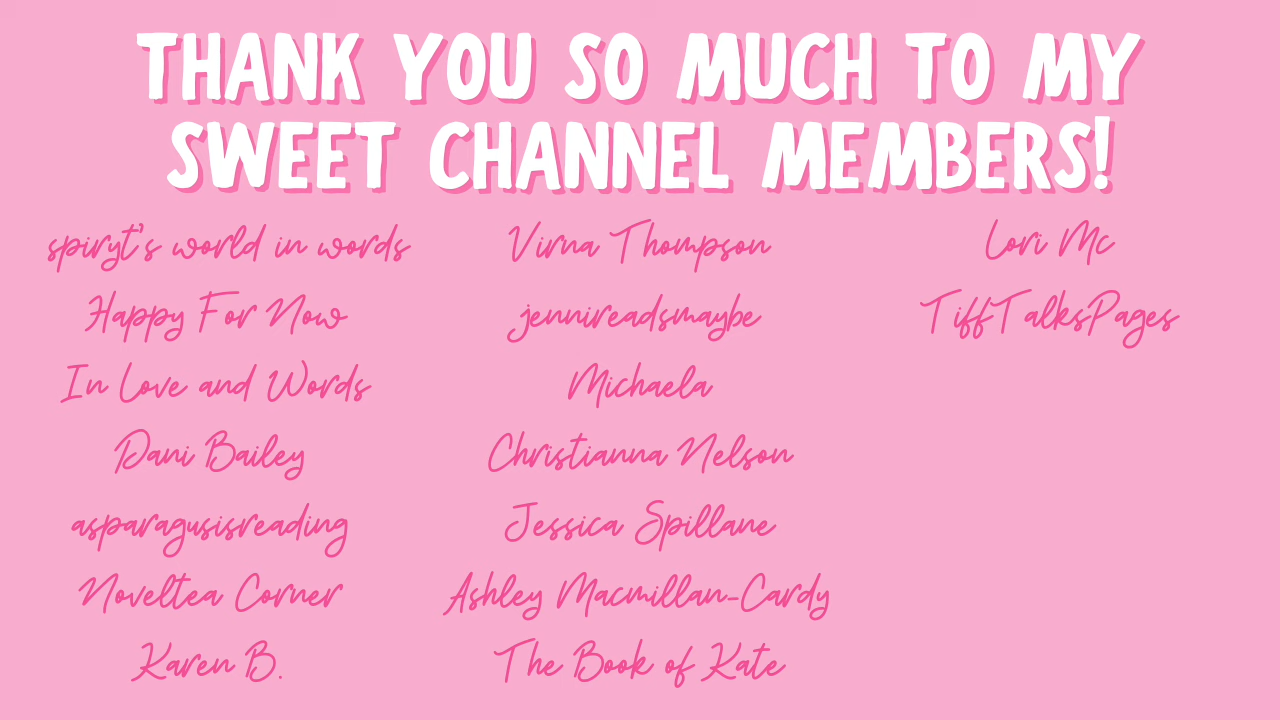 THANK YOU SO MUCH TO MY
SWEET CHANNEL MEMBERS!
spiryt's world in words
Happy For Now
In Love and Words
Dani Bailey
asparagusisreading
Noveltea Corner
Karen B.
Virna Thompson
jennireadsmaybe
Michaela
Christianna Nelson
Jessica Spillane
Ashley Macmillan-Cardy
The Book of Kate
Lori Mc
TiffTalksPages